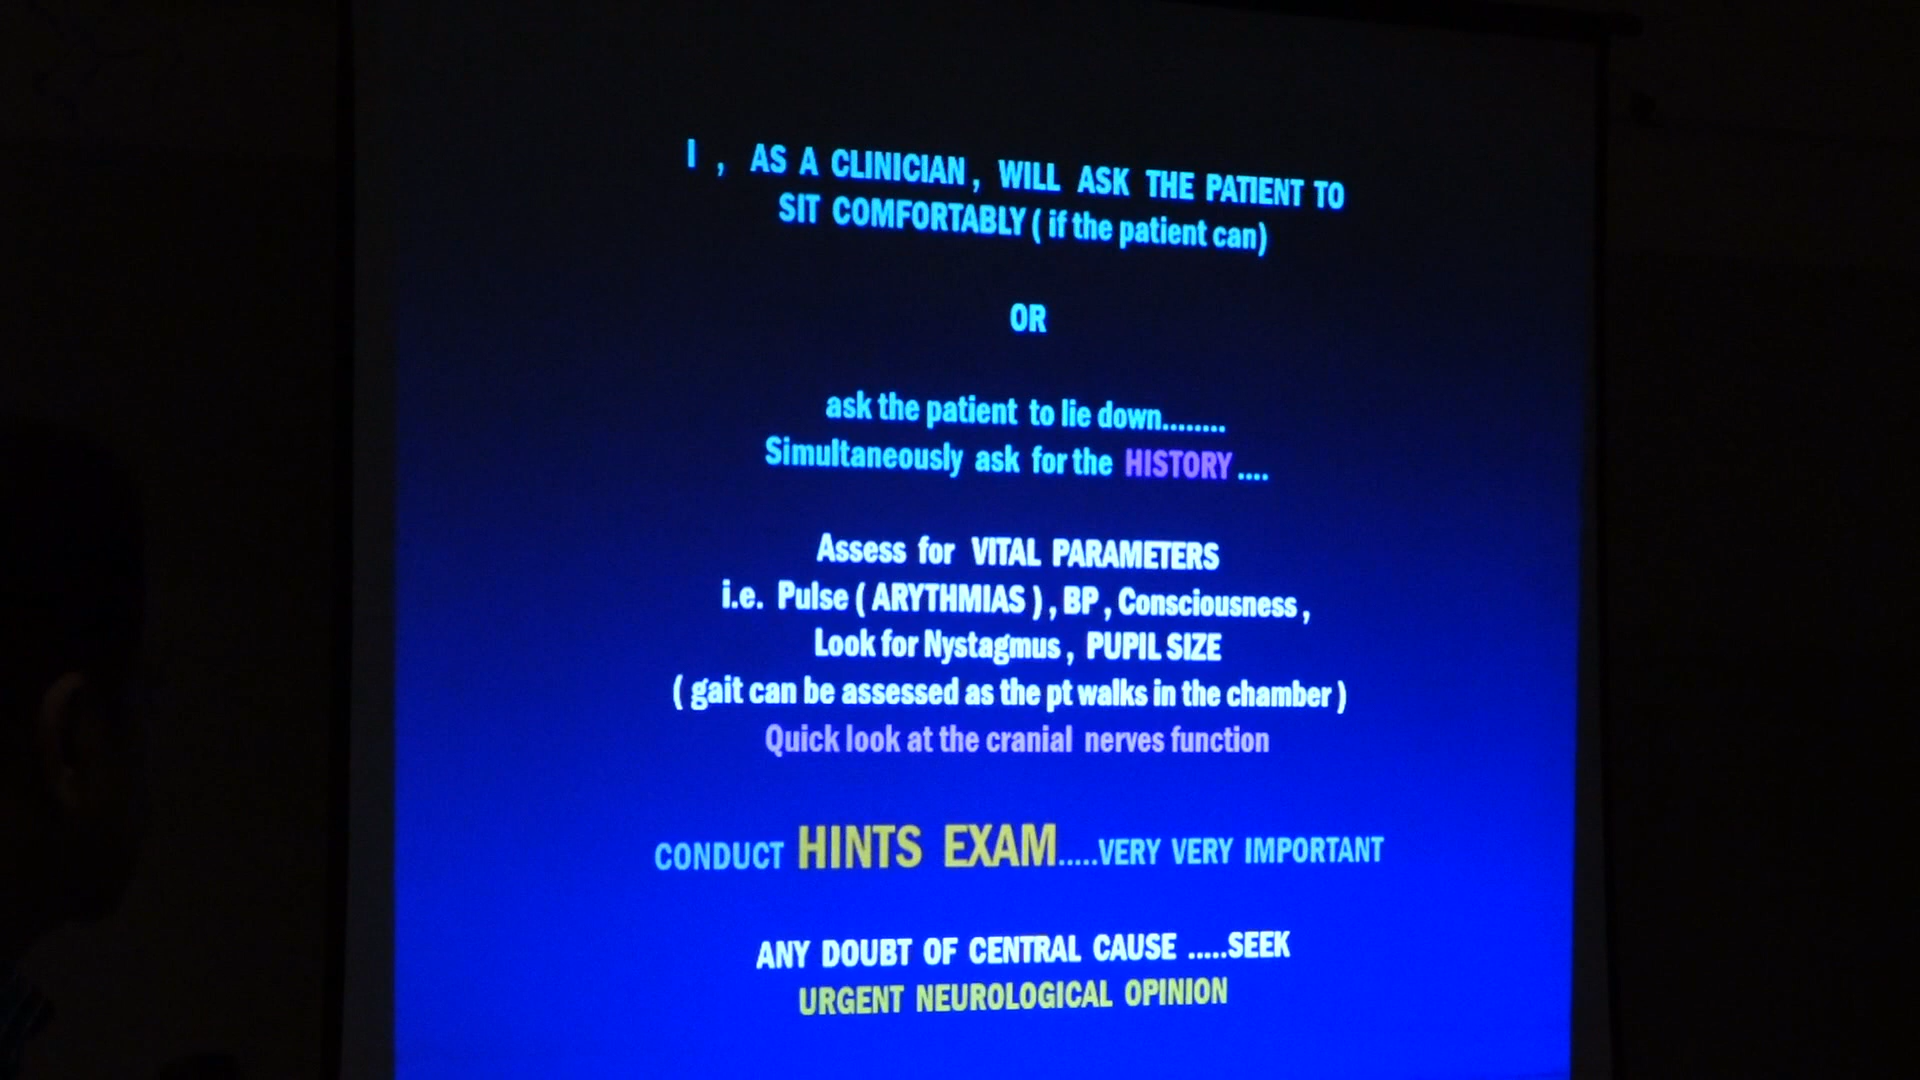 I , AS A CLINICIAN , WILL ASK THE PATIENT TO
SIT COMFORTABLY ( if the patient can)
OR
ask the patient to lie down........
Simultaneously ask for the HISTORY ....
Assess for VITAL PARAMETERS
i.e. Pulse ( ARYTHMIAS ) , BP , Consciousness ,
Look for Nystagmus , PUPIL SIZE
( gait can be assessed as the pt walks in the chamber )
Quick look at the cranial nerves function
CONDUCT HINTS EXAM.....VERY VERY IMPORTANT
ANY DOUBT OF CENTRAL CAUSE .....SEEK
URGENT NEUROLOGICAL OPINION